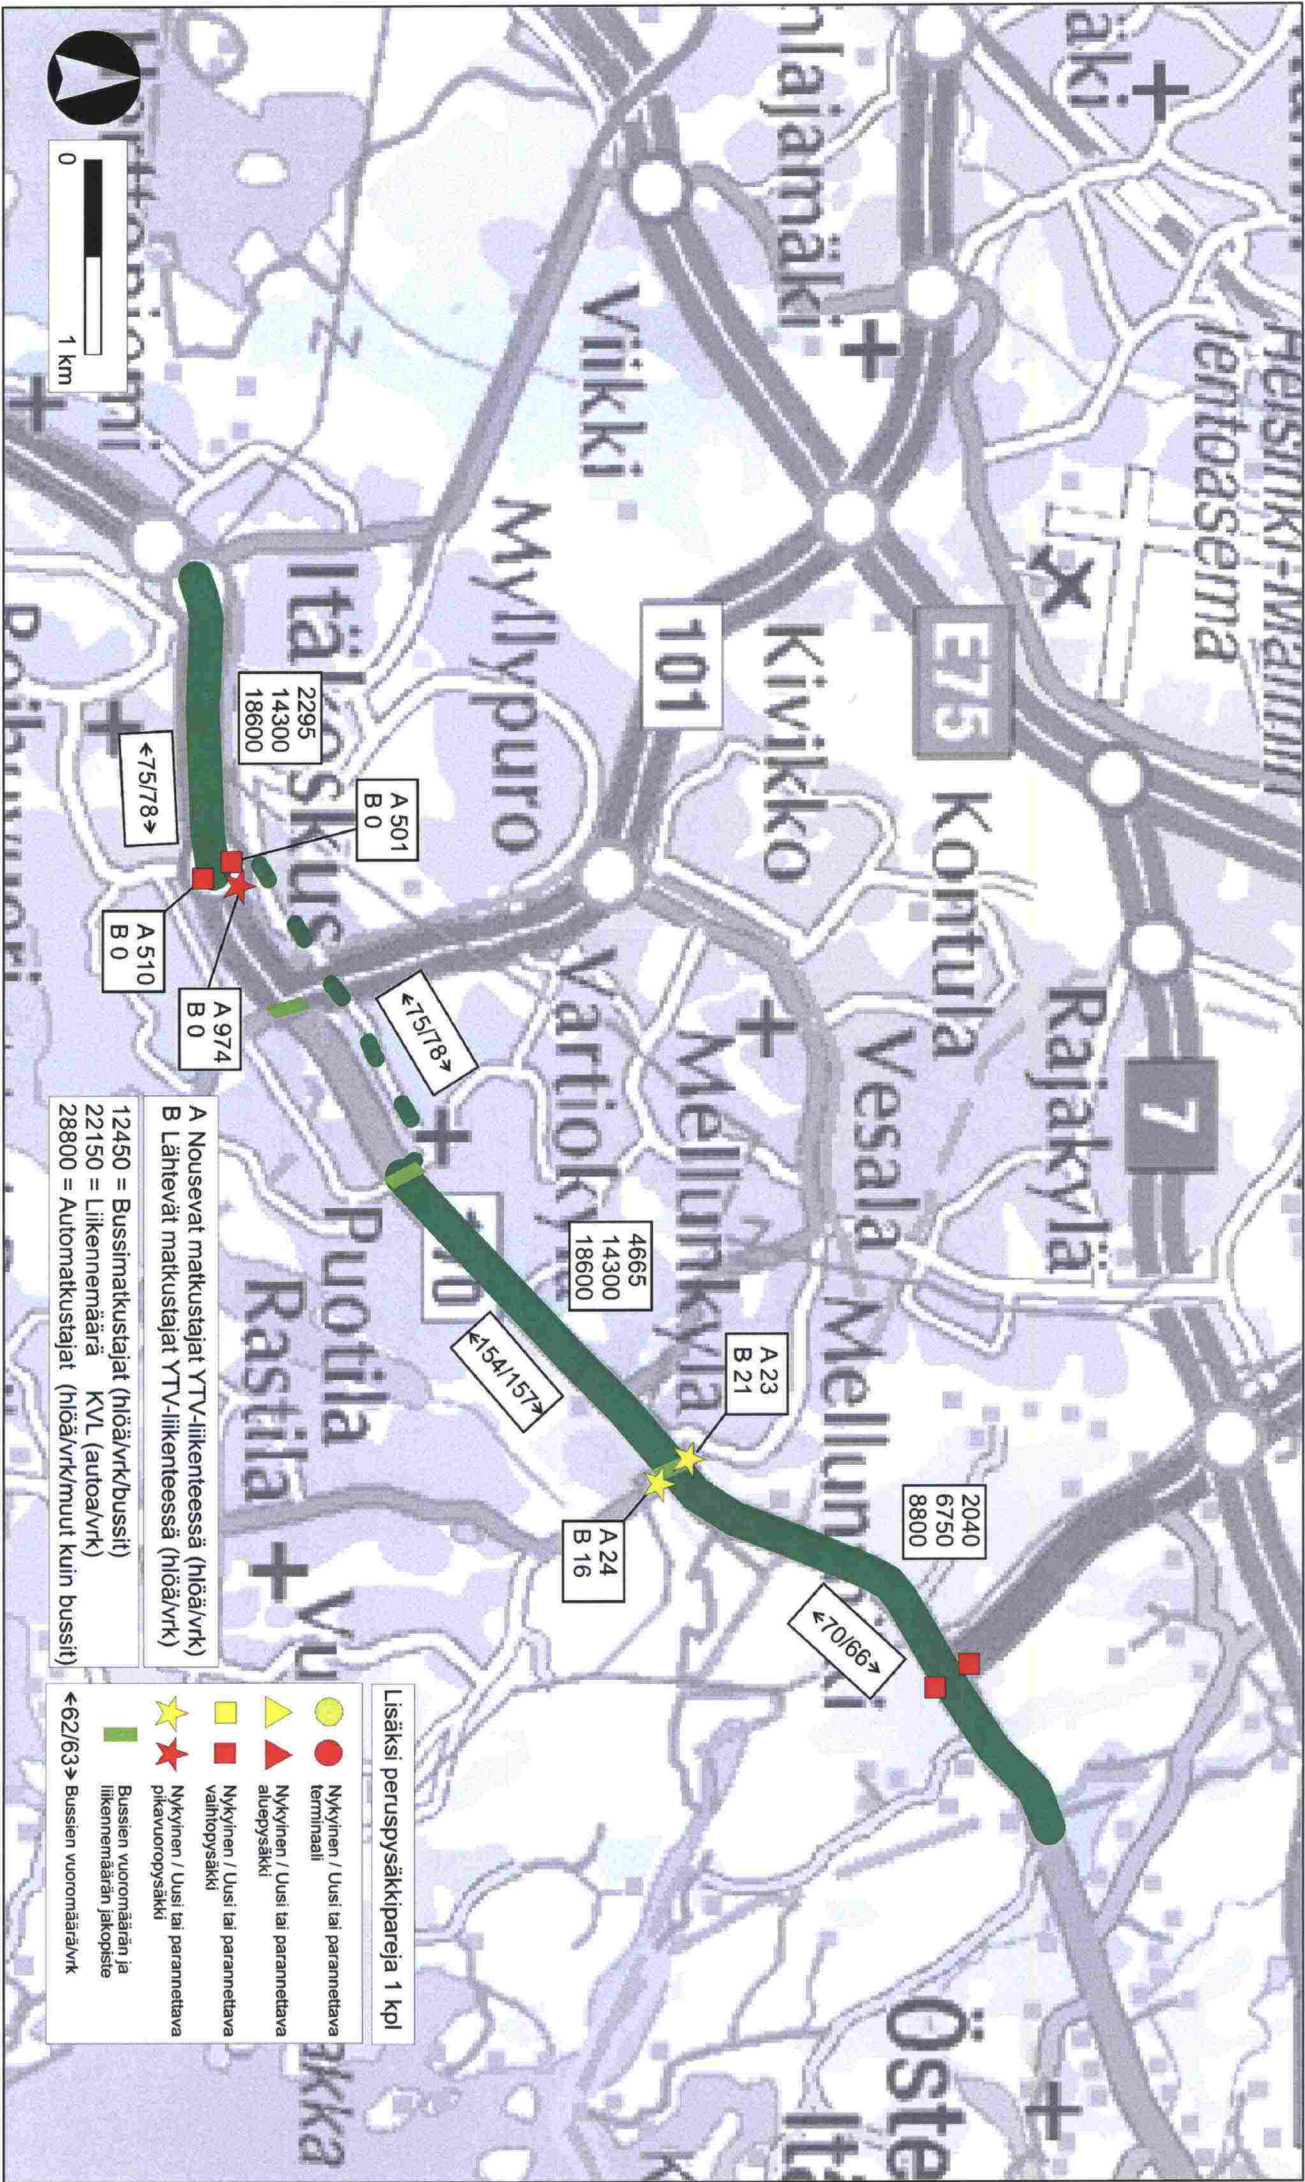 Helsinki-Malmin
lentoasema
äki
E75
7
Rajakylä
Kontula
Vesala
Kivikko
101
Mellunkylä
Mellunmäki
Viikki
Myllypuro
Vartiokylä
Itäkeskus
Puotila
Rastila
Öste
Itä
170
2295
14300
18600
A 501
B 0
←75/78→
A 510
B 0
A 974
B 0
←75/78→
4665
14300
18600
←154/157→
A 23
B 21
A 24
B 16
2040
6750
8800
←70/66→
0 1 km
A Nousevat matkustajat YTV-liikenteessä (hlöä/vrk)
B Lähtevät matkustajat YTV-liikenteessä (hlöä/vrk)
12450 = Bussimatkustajat (hlöä/vrk/bussit)
22150 = Liikennemäärä KVL (autoa/vrk)
28800 = Automatkustajat (hlöä/vrk/muut kuin bussit)
Lisäksi peruspysäkkipareja 1 kpl
Nykyinen / Uusi tai parannettava
terminaali
Nykyinen / Uusi tai parannettava
aluepysäkki
Nykyinen / Uusi tai parannettava
vaihtopysäkki
Nykyinen / Uusi tai parannettava
pikavuoropysäkki
Bussien vuoromäärän ja
liikennemäärän jakopiste
←62/63→ Bussien vuoromäärä/vrk